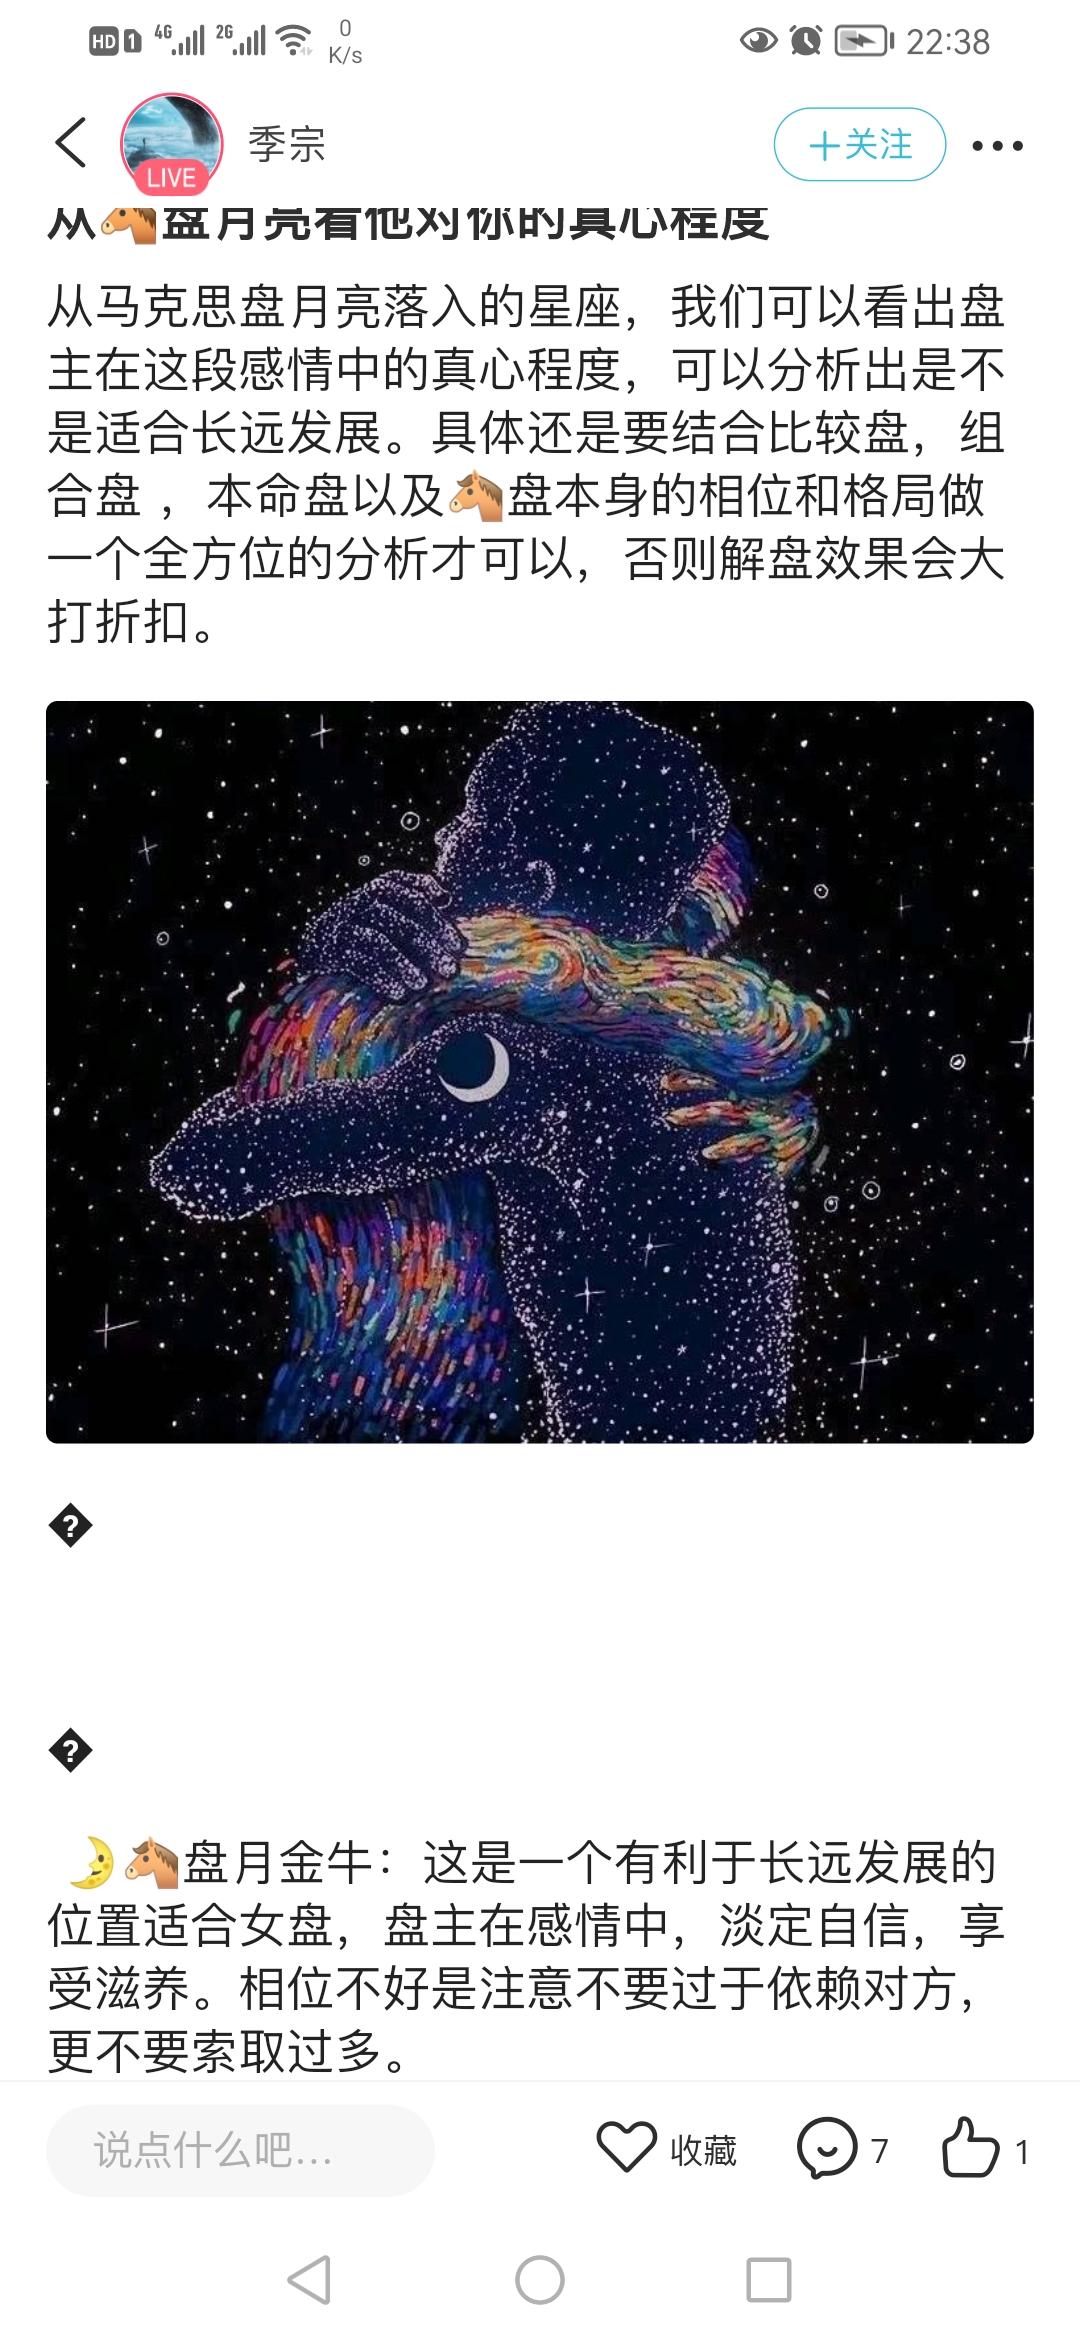 HD 1 4G 2G 0 K/s 22:38
LIVE 季宗 +关注
从🐴盘月亮看他对你的真心程度
从马克思盘月亮落入的星座，我们可以看出盘
主在这段感情中的真心程度，可以分析出是不
是适合长远发展。具体还是要结合比较盘，组
合盘 ，本命盘以及🐴盘本身的相位和格局做
一个全方位的分析才可以，否则解盘效果会大
打折扣。
�
�
🌛🐴盘月金牛：这是一个有利于长远发展的
位置适合女盘，盘主在感情中，淡定自信，享
受滋养。相位不好是注意不要过于依赖对方，
更不要索取过多。
说点什么吧... 收藏 7 1